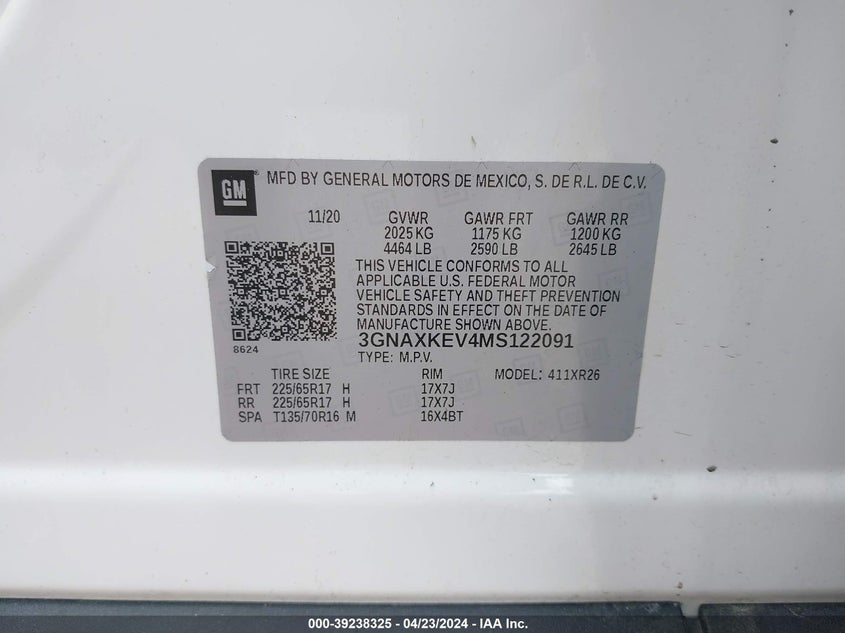 GM ® MFD BY GENERAL MOTORS DE MEXICO, S. DE R.L. DE C.V.
11/20 GVWR GAWR FRT GAWR RR
2025 KG 1175 KG 1200 KG
4464 LB 2590 LB 2645 LB
THIS VEHICLE CONFORMS TO ALL
APPLICABLE U.S. FEDERAL MOTOR
VEHICLE SAFETY AND THEFT PREVENTION
STANDARDS IN EFFECT ON THE DATE OF
MANUFACTURE SHOWN ABOVE.
3GNAXKEV4MS122091
8624
TYPE: M.P.V.
TIRE SIZE RIM MODEL: 411XR26
FRT 225/65R17 H 17X7J
RR 225/65R17 H 17X7J
SPA T135/70R16 M 16X4BT
000-39238325 - 04/23/2024 - IAA Inc.